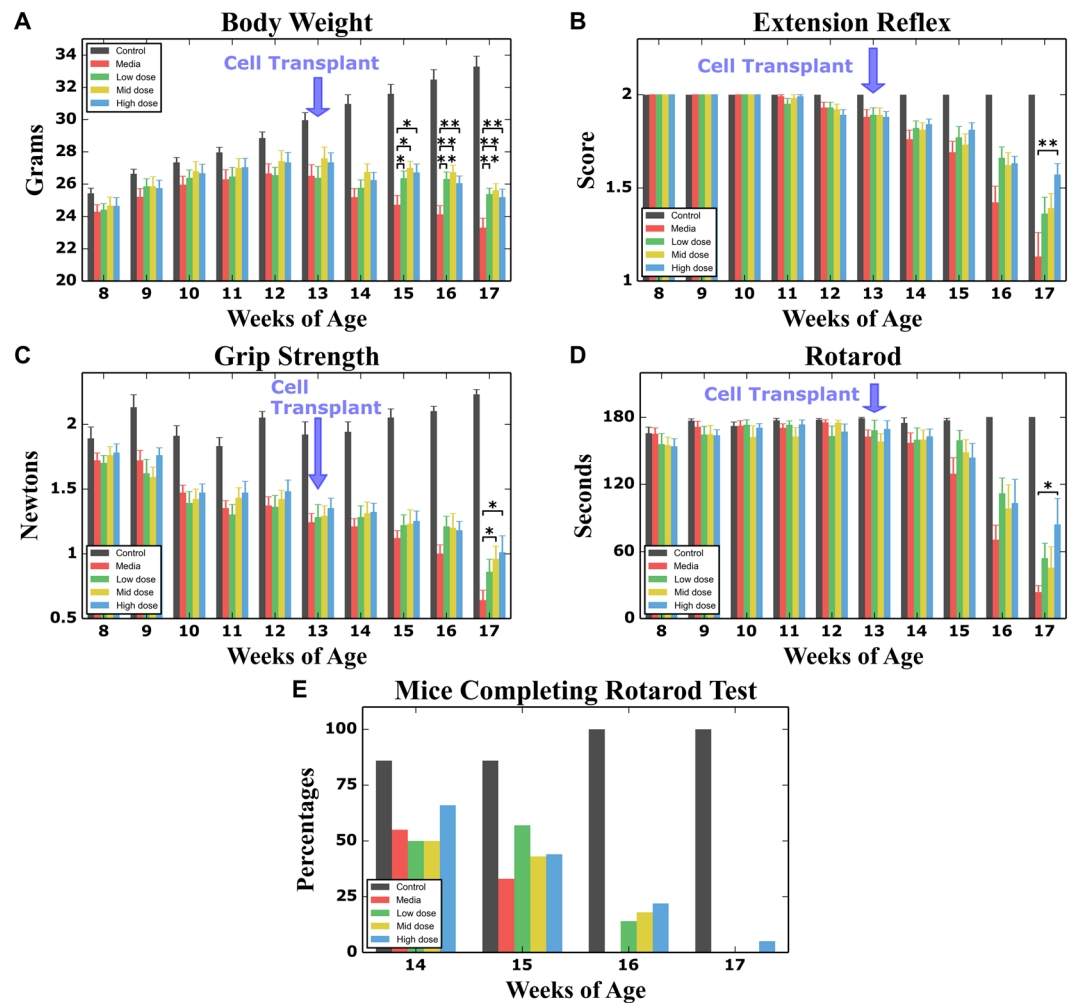 A
Body Weight
Control
Media
Low dose
Mid dose
High dose
Cell Transplant
*
*
*
**
**
**
**
**
**
Grams
34
32
30
28
26
24
22
20
8 9 10 11 12 13 14 15 16 17
Weeks of Age
B
Extension Reflex
Cell Transplant
**
Score
2
1.5
1
Control
Media
Low dose
Mid dose
High dose
8 9 10 11 12 13 14 15 16 17
Weeks of Age
C
Grip Strength
Cell
Transplant
*
*
Newtons
2
1.5
1
0.5
Control
Media
Low dose
Mid dose
High dose
8 9 10 11 12 13 14 15 16 17
Weeks of Age
D
Rotarod
Cell Transplant
*
Seconds
180
120
60
0
Control
Media
Low dose
Mid dose
High dose
8 9 10 11 12 13 14 15 16 17
Weeks of Age
E
Mice Completing Rotarod Test
Percentages
100
75
50
25
0
Control
Media
Low dose
Mid dose
High dose
14 15 16 17
Weeks of Age